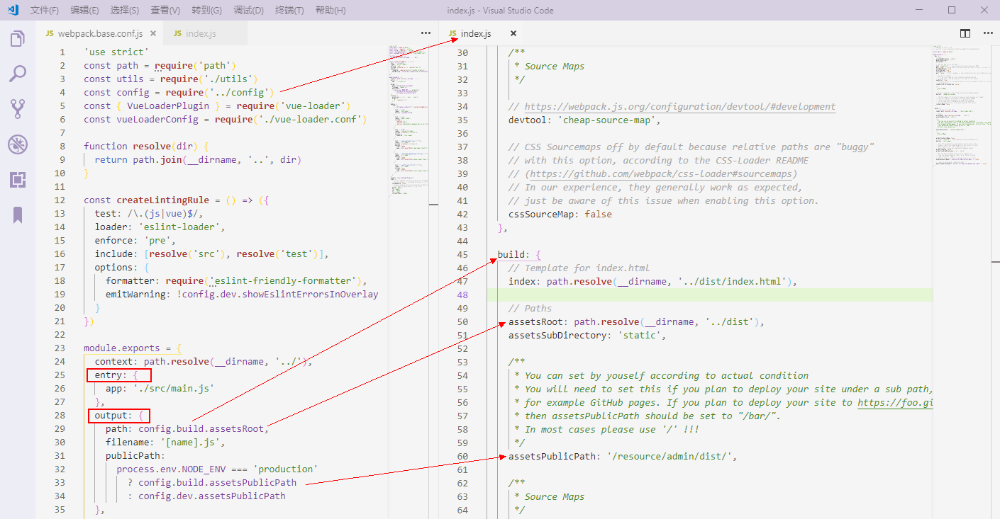 文件(F) 编辑(E) 选择(S) 查看(V) 转到(G) 调试(D) 终端(T) 帮助(H) index.js - Visual Studio Code
JS webpack.base.conf.js × JS index.js ···
1 'use strict'
2 const path = require('path')
3 const utils = require('./utils')
4 const config = require('../config')
5 const { VueLoaderPlugin } = require('vue-loader')
6 const vueLoaderConfig = require('./vue-loader.conf')
7
8 function resolve(dir) {
9 return path.join(__dirname, '..', dir)
10 }
11
12 const createLintingRule = () => ({
13 test: /\.(js|vue)$/,
14 loader: 'eslint-loader',
15 enforce: 'pre',
16 include: [resolve('src'), resolve('test')],
17 options: {
18 formatter: require('eslint-friendly-formatter'),
19 emitWarning: !config.dev.showEslintErrorsInOverlay
20 }
21 })
22
23 module.exports = {
24 context: path.resolve(__dirname, '../'),
25 entry: {
26 app: './src/main.js'
27 },
28 output: {
29 path: config.build.assetsRoot,
30 filename: '[name].js',
31 publicPath:
32 process.env.NODE_ENV === 'production'
33 ? config.build.assetsPublicPath
34 : config.dev.assetsPublicPath
35 },
JS index.js × ···
30 /**
31 * Source Maps
32 */
33
34 // https://webpack.js.org/configuration/devtool/#development
35 devtool: 'cheap-source-map',
36
37 // CSS Sourcemaps off by default because relative paths are "buggy"
38 // with this option, according to the CSS-Loader README
39 // (https://github.com/webpack/css-loader#sourcemaps)
40 // In our experience, they generally work as expected,
41 // just be aware of this issue when enabling this option.
42 cssSourceMap: false
43 },
44
45 build: {
46 // Template for index.html
47 index: path.resolve(__dirname, '../dist/index.html'),
48
49 // Paths
50 assetsRoot: path.resolve(__dirname, '../dist'),
51 assetsSubDirectory: 'static',
52
53 /**
54 * You can set by youself according to actual condition
55 * You will need to set this if you plan to deploy your site under a sub path,
56 * for example GitHub pages. If you plan to deploy your site to https://foo.gi
57 * then assetsPublicPath should be set to "/bar/".
58 * In most cases please use '/' !!!
59 */
60 assetsPublicPath: '/resource/admin/dist/',
61
62 /**
63 * Source Maps
64 */